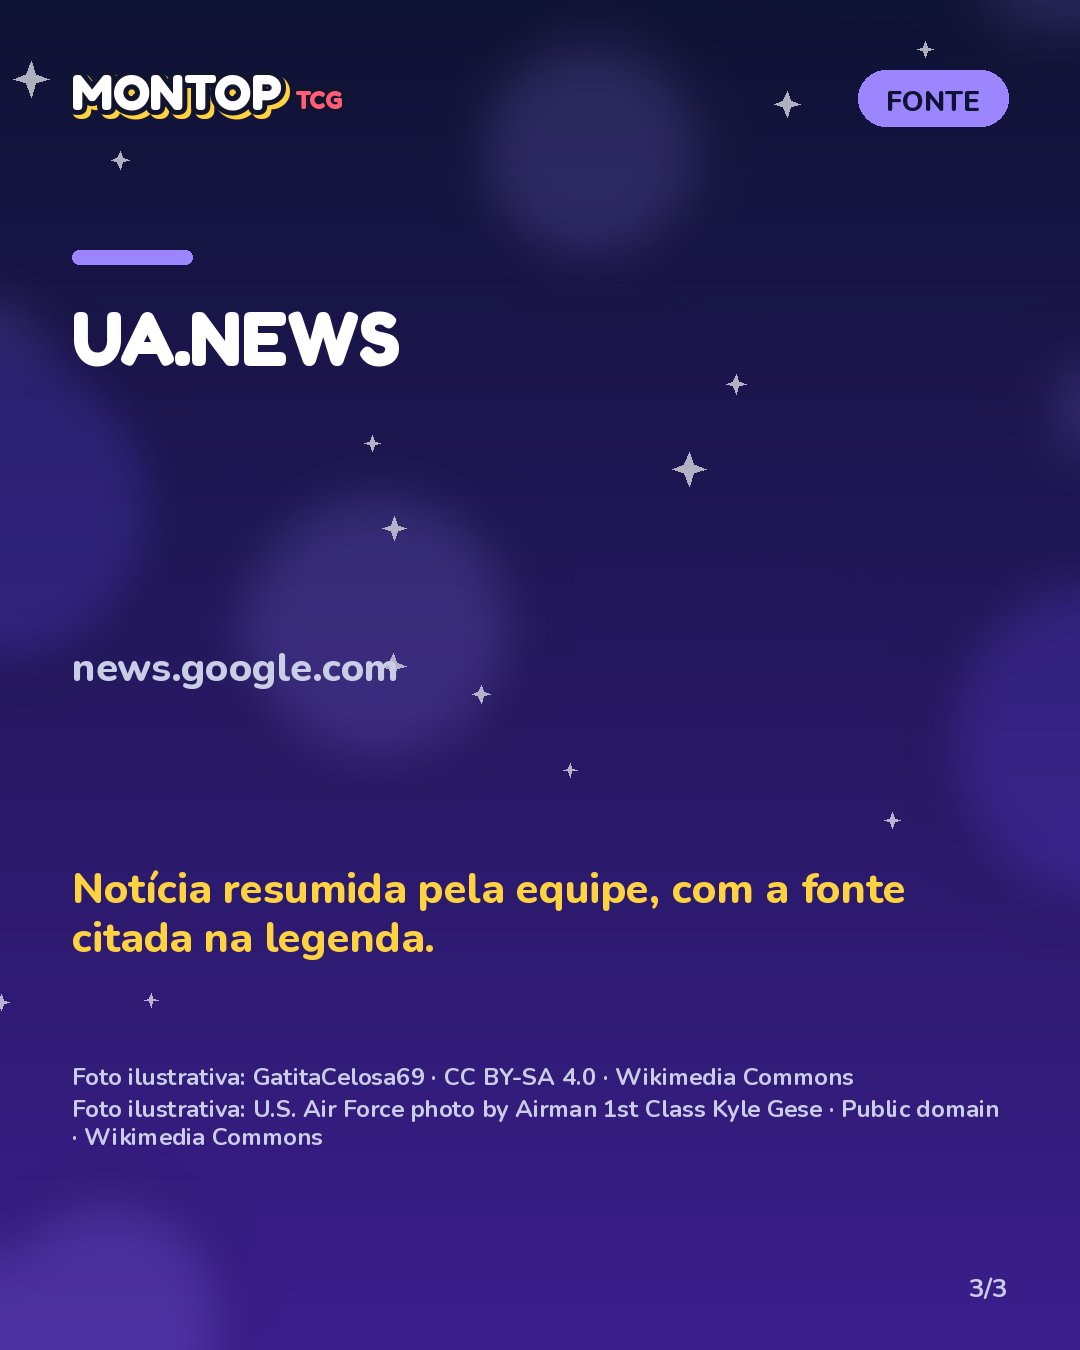 MONTOP TCG
FONTE
UA.NEWS
news.google.com
Notícia resumida pela equipe, com a fonte
citada na legenda.
Foto ilustrativa: GatitaCelosa69 · CC BY-SA 4.0 · Wikimedia Commons
Foto ilustrativa: U.S. Air Force photo by Airman 1st Class Kyle Gese · Public domain
· Wikimedia Commons
3/3